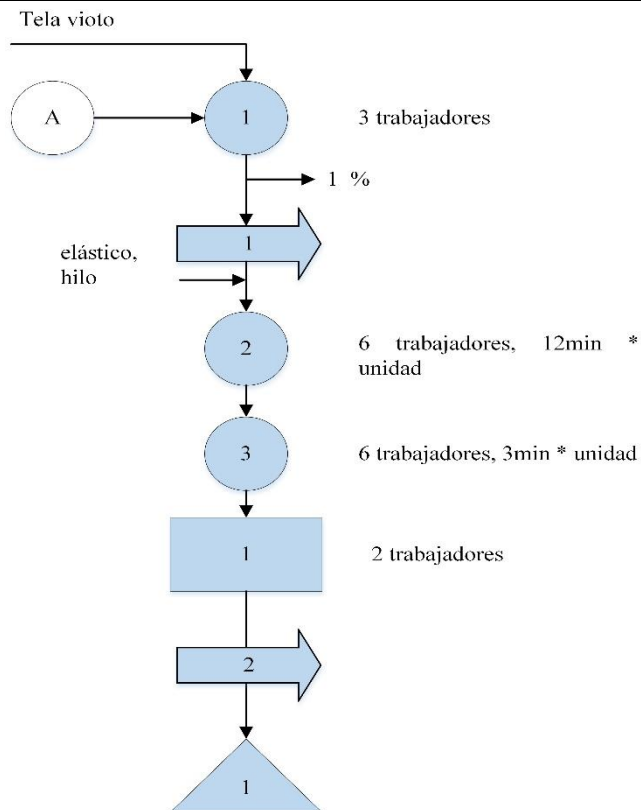 Tela vioto
A
1
3 trabajadores
1 %
1
elástico,
hilo
2
6 trabajadores, 12min *
unidad
3
6 trabajadores, 3min * unidad
1
2 trabajadores
2
1